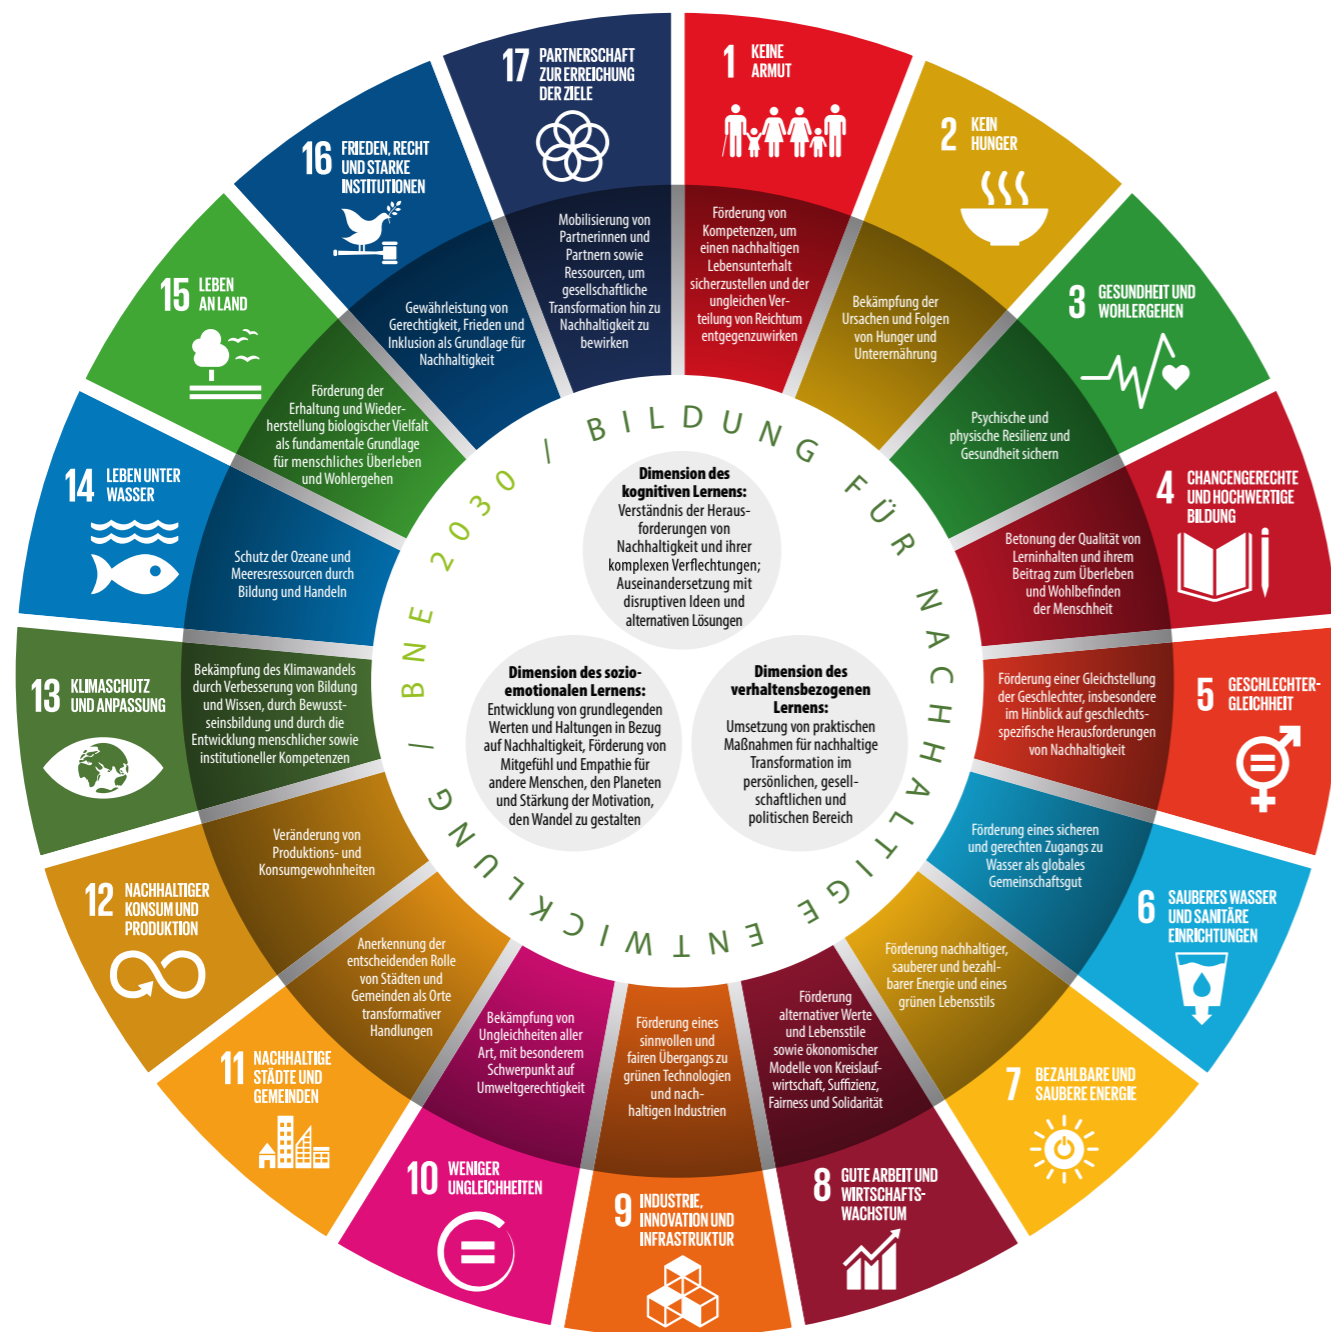 1 KEINE
ARMUT
Förderung von
Kompetenzen, um
einen nachhaltigen
Lebensunterhalt
sicherzustellen und der
ungleichen Ver-
teilung von Reichtum
entgegenzuwirken
2 KEIN
HUNGER
Bekämpfung der
Ursachen und Folgen
von Hunger und
Unterernährung
3 GESUNDHEIT UND
WOHLERGEHEN
Psychische und
physische Resilienz und
Gesundheit sichern
4 CHANCENGERECHTE
UND HOCHWERTIGE
BILDUNG
Betonung der Qualität von
Lerninhalten und ihrem
Beitrag zum Überleben
und Wohlbefinden
der Menschheit
5 GESCHLECHTER-
GLEICHHEIT
Förderung einer Gleichstellung
der Geschlechter, insbesondere
im Hinblick auf geschlechts-
spezifische Herausforderungen
von Nachhaltigkeit
6 SAUBERES WASSER
UND SANITÄRE
EINRICHTUNGEN
Förderung eines sicheren
und gerechten Zugangs zu
Wasser als globales
Gemeinschaftsgut
7 BEZAHLBARE UND
SAUBERE ENERGIE
Förderung nachhaltiger,
sauberer und bezahl-
barer Energie und eines
grünen Lebensstils
8 GUTE ARBEIT UND
WIRTSCHAFTS-
WACHSTUM
Förderung
alternativer Werte
und Lebensstile
sowie ökonomischer
Modelle von Kreislauf-
wirtschaft, Suffizienz,
Fairness und Solidarität
9 INDUSTRIE,
INNOVATION UND
INFRASTRUKTUR
Förderung eines
sinnvollen und
fairen Übergangs zu
grünen Technologien
und nach-
haltigen Industrien
10 WENIGER
UNGLEICHHEITEN
Bekämpfung von
Ungleichheiten aller
Art, mit besonderem
Schwerpunkt auf
Umweltgerechtigkeit
11 NACHHALTIGE
STÄDTE UND
GEMEINDEN
Anerkennung der
entscheidenden Rolle
von Städten und
Gemeinden als Orte
transformativer
Handlungen
12 NACHHALTIGER
KONSUM UND
PRODUKTION
Veränderung von
Produktions- und
Konsumgewohnheiten
13 KLIMASCHUTZ
UND ANPASSUNG
Bekämpfung des Klimawandels
durch Verbesserung von Bildung
und Wissen, durch Bewusst-
seinsbildung und durch die
Entwicklung menschlicher sowie
institutioneller Kompetenzen
14 LEBEN UNTER
WASSER
Schutz der Ozeane und
Meeresressourcen durch
Bildung und Handeln
15 LEBEN
AN LAND
Förderung der
Erhaltung und Wieder-
herstellung biologischer Vielfalt
als fundamentale Grundlage
für menschliches Überleben
und Wohlergehen
16 FRIEDEN, RECHT
UND STARKE
INSTITUTIONEN
Gewährleistung von
Gerechtigkeit, Frieden und
Inklusion als Grundlage für
Nachhaltigkeit
17 PARTNERSCHAFT
ZUR ERREICHUNG
DER ZIELE
Mobilisierung von
Partnerinnen und
Partnern sowie
Ressourcen, um
gesellschaftliche
Transformation hin zu
Nachhaltigkeit zu
bewirken
/ BILDUNG FÜR NACHHALTIGE ENTWICKLUNG / BNE 2030
Dimension des
kognitiven Lernens:
Verständnis der Heraus-
forderungen von
Nachhaltigkeit und ihrer
komplexen Verflechtungen;
Auseinandersetzung mit
disruptiven Ideen und
alternativen Lösungen
Dimension des sozio-
emotionalen Lernens:
Entwicklung von grundlegenden
Werten und Haltungen in Bezug
auf Nachhaltigkeit, Förderung von
Mitgefühl und Empathie für
andere Menschen, den Planeten
und Stärkung der Motivation,
den Wandel zu gestalten
Dimension des
verhaltensbezogenen
Lernens:
Umsetzung von praktischen
Maßnahmen für nachhaltige
Transformation im
persönlichen, gesell-
schaftlichen und
politischen Bereich